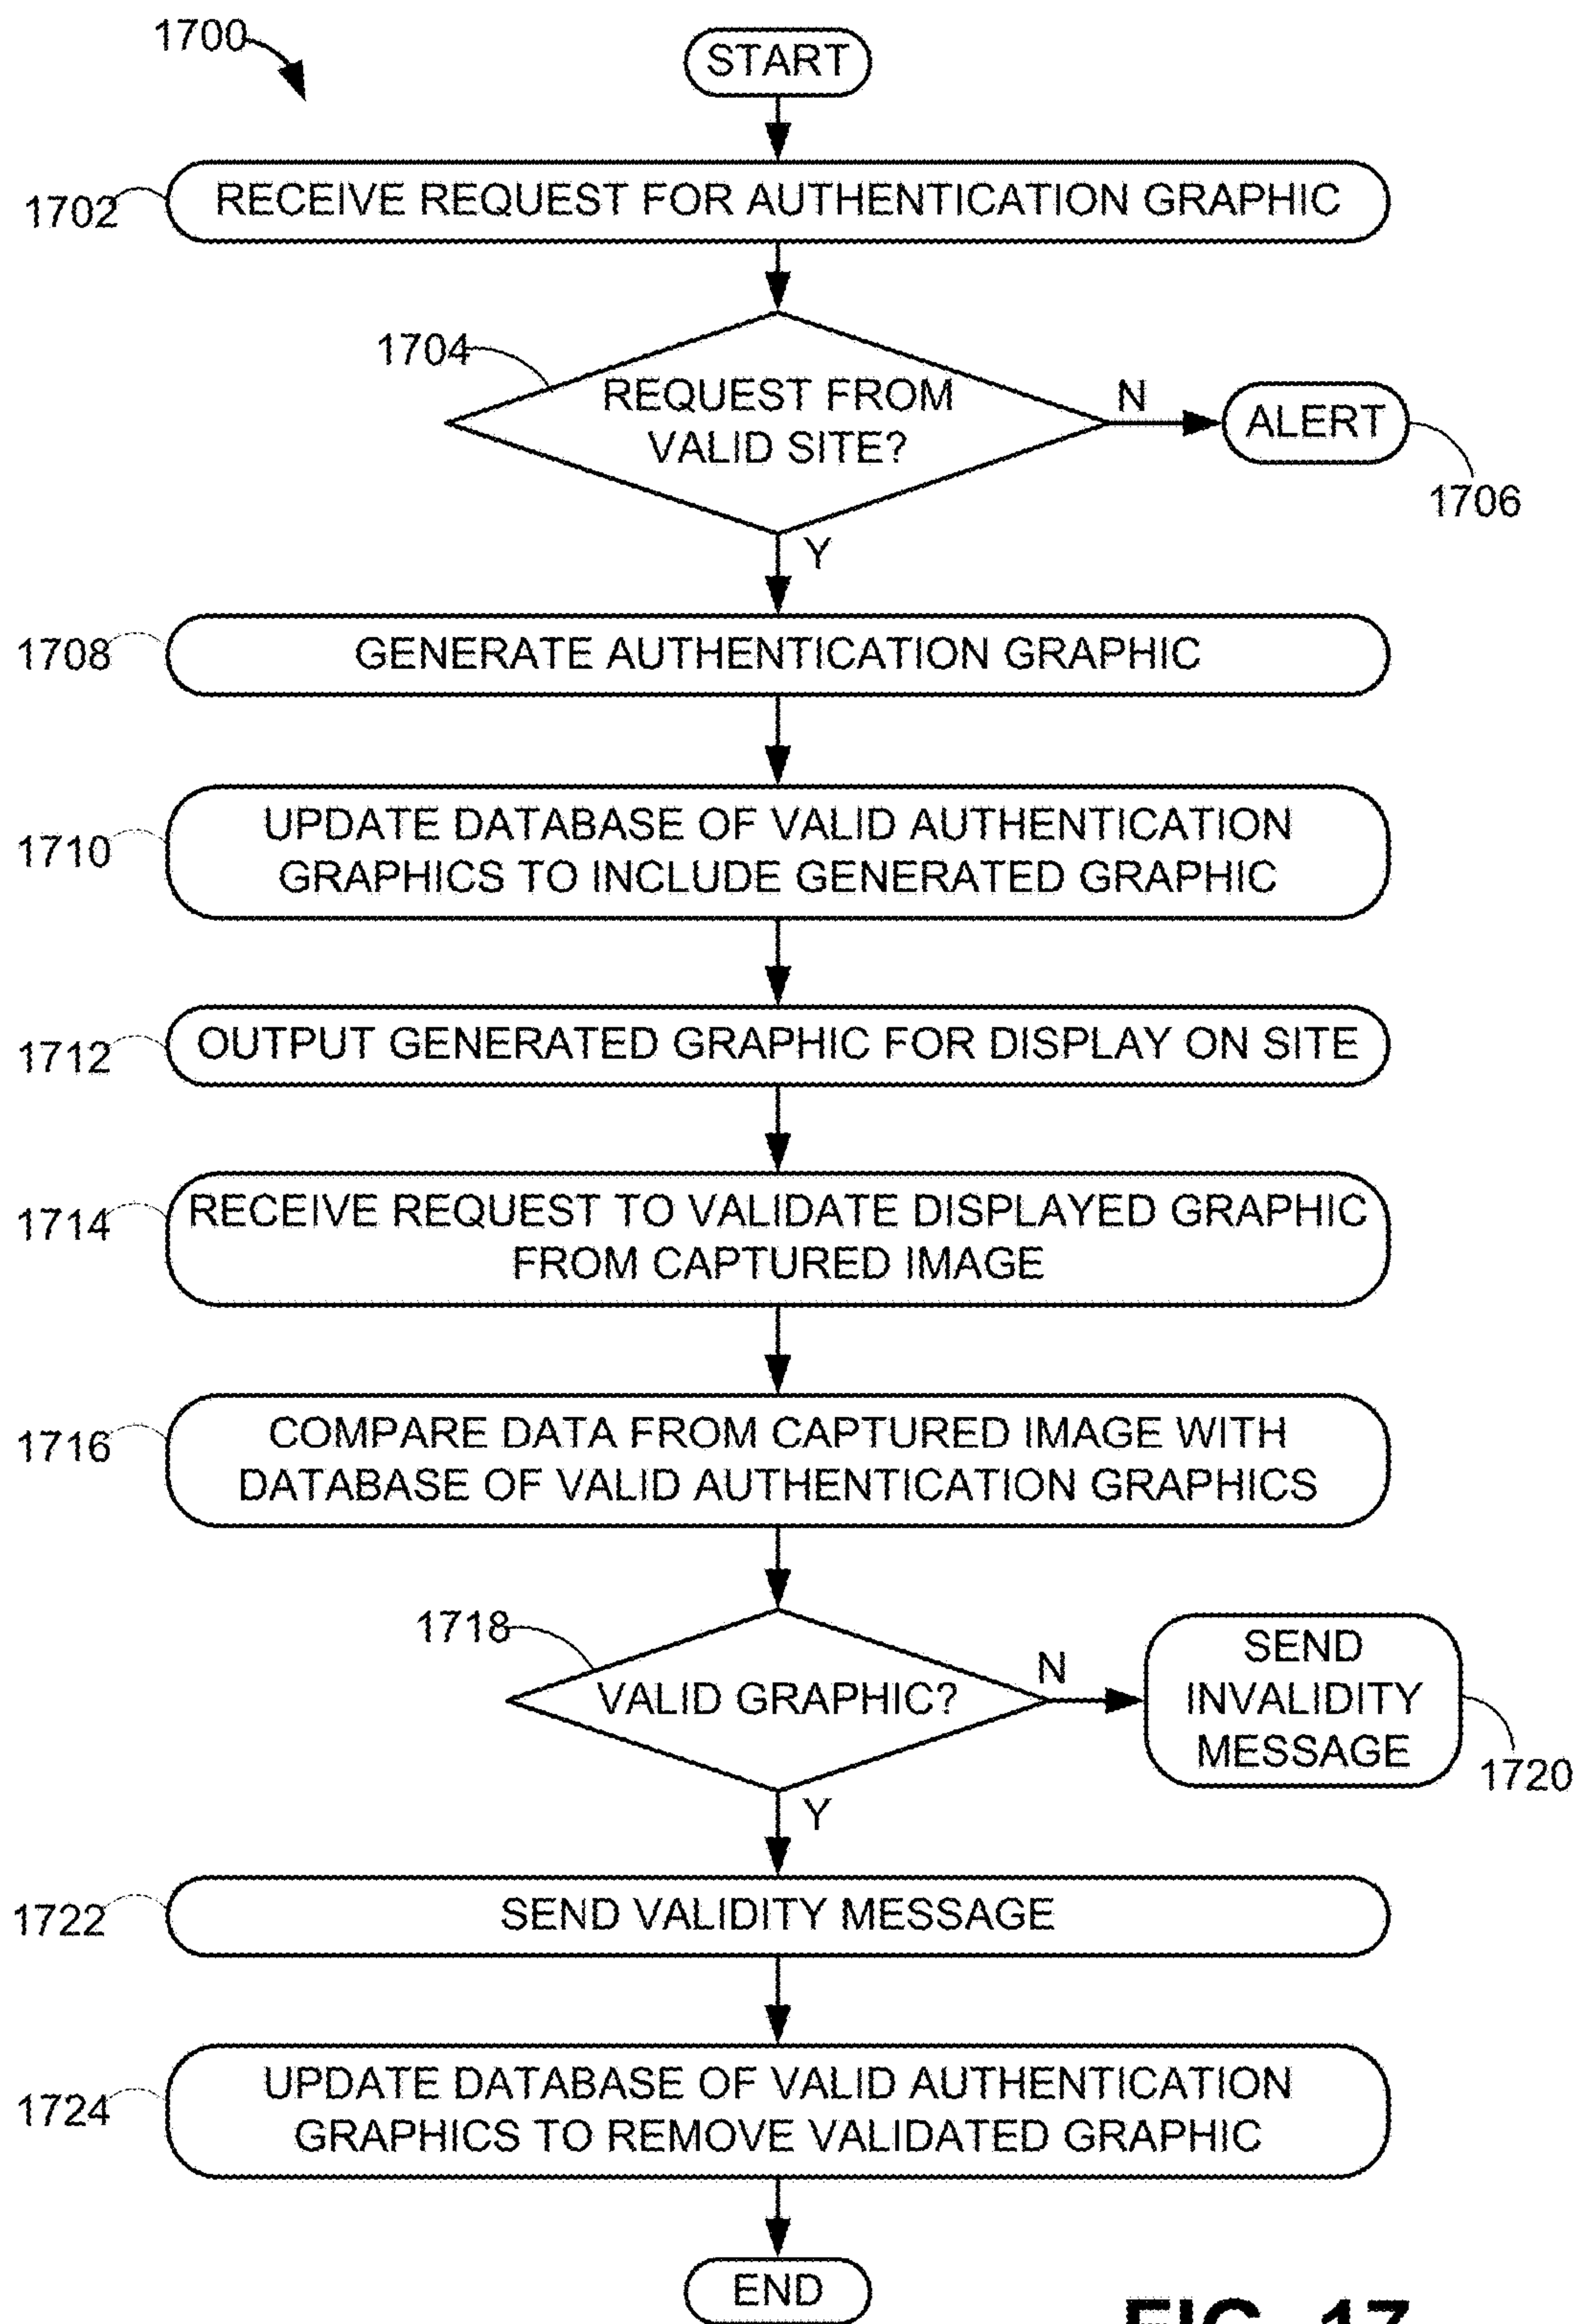 1700
START
1702
RECEIVE REQUEST FOR AUTHENTICATION GRAPHIC
1704
REQUEST FROM
VALID SITE?
N
ALERT
1706
Y
1708
GENERATE AUTHENTICATION GRAPHIC
1710
UPDATE DATABASE OF VALID AUTHENTICATION
GRAPHICS TO INCLUDE GENERATED GRAPHIC
1712
OUTPUT GENERATED GRAPHIC FOR DISPLAY ON SITE
1714
RECEIVE REQUEST TO VALIDATE DISPLAYED GRAPHIC
FROM CAPTURED IMAGE
1716
COMPARE DATA FROM CAPTURED IMAGE WITH
DATABASE OF VALID AUTHENTICATION GRAPHICS
1718
VALID GRAPHIC?
N
SEND
INVALIDITY
MESSAGE
1720
Y
1722
SEND VALIDITY MESSAGE
1724
UPDATE DATABASE OF VALID AUTHENTICATION
GRAPHICS TO REMOVE VALIDATED GRAPHIC
END
FIG. 17